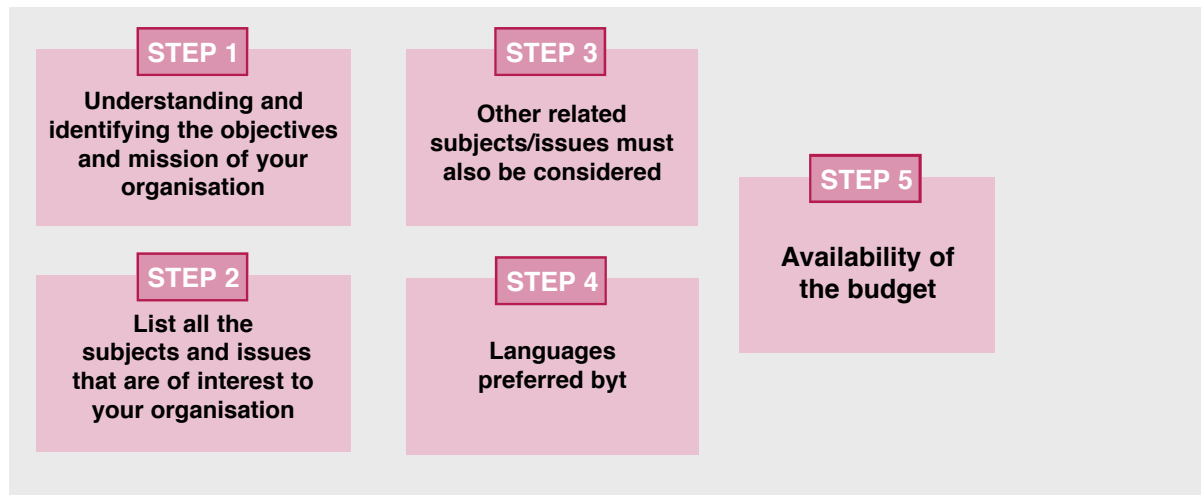 STEP 1
Understanding and
identifying the objectives
and mission of your
organisation
STEP 2
List all the
subjects and issues
that are of interest to
your organisation
STEP 3
Other related
subjects/issues must
also be considered
STEP 4
Languages
preferred byt
STEP 5
Availability of
the budget